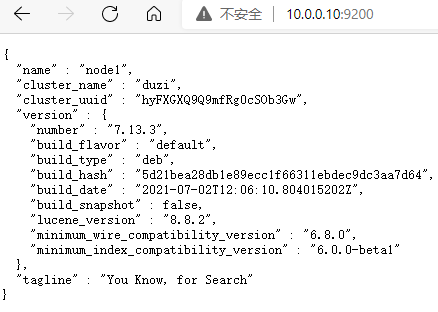 不安全 | 10.0.0.10:9200
{
"name" : "node1",
"cluster_name" : "duzi",
"cluster_uuid" : "hyFXGXQ9Q9mfRgOcSOb3Gw",
"version" : {
"number" : "7.13.3",
"build_flavor" : "default",
"build_type" : "deb",
"build_hash" : "5d21bea28db1e89ecc1f66311ebdec9dc3aa7d64",
"build_date" : "2021-07-02T12:06:10.804015202Z",
"build_snapshot" : false,
"lucene_version" : "8.8.2",
"minimum_wire_compatibility_version" : "6.8.0",
"minimum_index_compatibility_version" : "6.0.0-beta1"
},
"tagline" : "You Know, for Search"
}